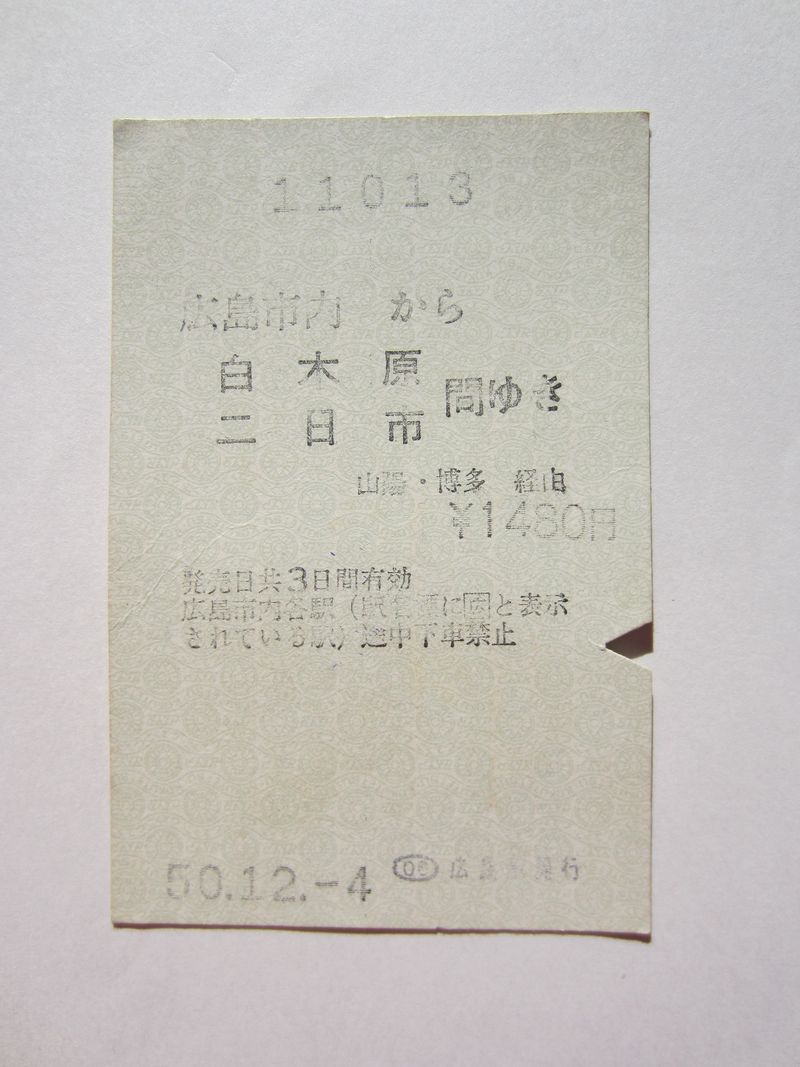 11013
広島市内 から
白木原
二日市
間ゆき
山陽・博多 経由
¥1480円
発売日共3日間有効
広島市内各駅（駅名標に囜と表示
されている駅）途中下車禁止
50.12.-4
広島駅発行